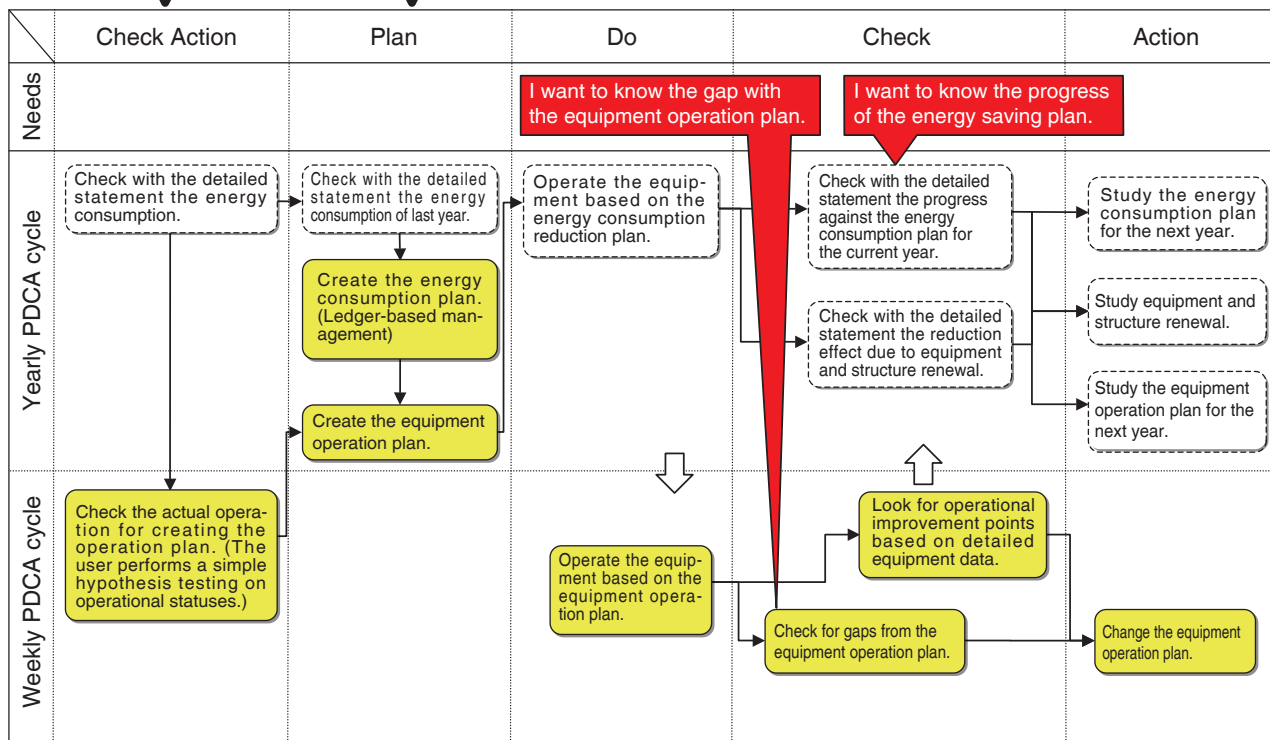 Check Action
Plan
Do
Check
Action
Needs
I want to know the gap with
the equipment operation plan.
I want to know the progress
of the energy saving plan.
Yearly PDCA cycle
Check with the detailed
statement the energy
consumption.
Check with the detailed
statement the energy
consumption of last year.
Create the energy
consumption plan.
(Ledger-based man-
agement)
Create the equipment
operation plan.
Operate the equip-
ment based on the
energy consumption
reduction plan.
Check with the detailed
statement the progress
against the energy
consumption plan for
the current year.
Check with the detailed
statement the reduction
effect due to equipment
and structure renewal.
Study the energy
consumption plan
for the next year.
Study equipment and
structure renewal.
Study the equipment
operation plan for the
next year.
Weekly PDCA cycle
Check the actual opera-
tion for creating the
operation plan. (The
user performs a simple
hypothesis testing on
operational statuses.)
Operate the equip-
ment based on the
equipment opera-
tion plan.
Look for operational
improvement points
based on detailed
equipment data.
Check for gaps from the
equipment operation plan.
Change the equipment
operation plan.